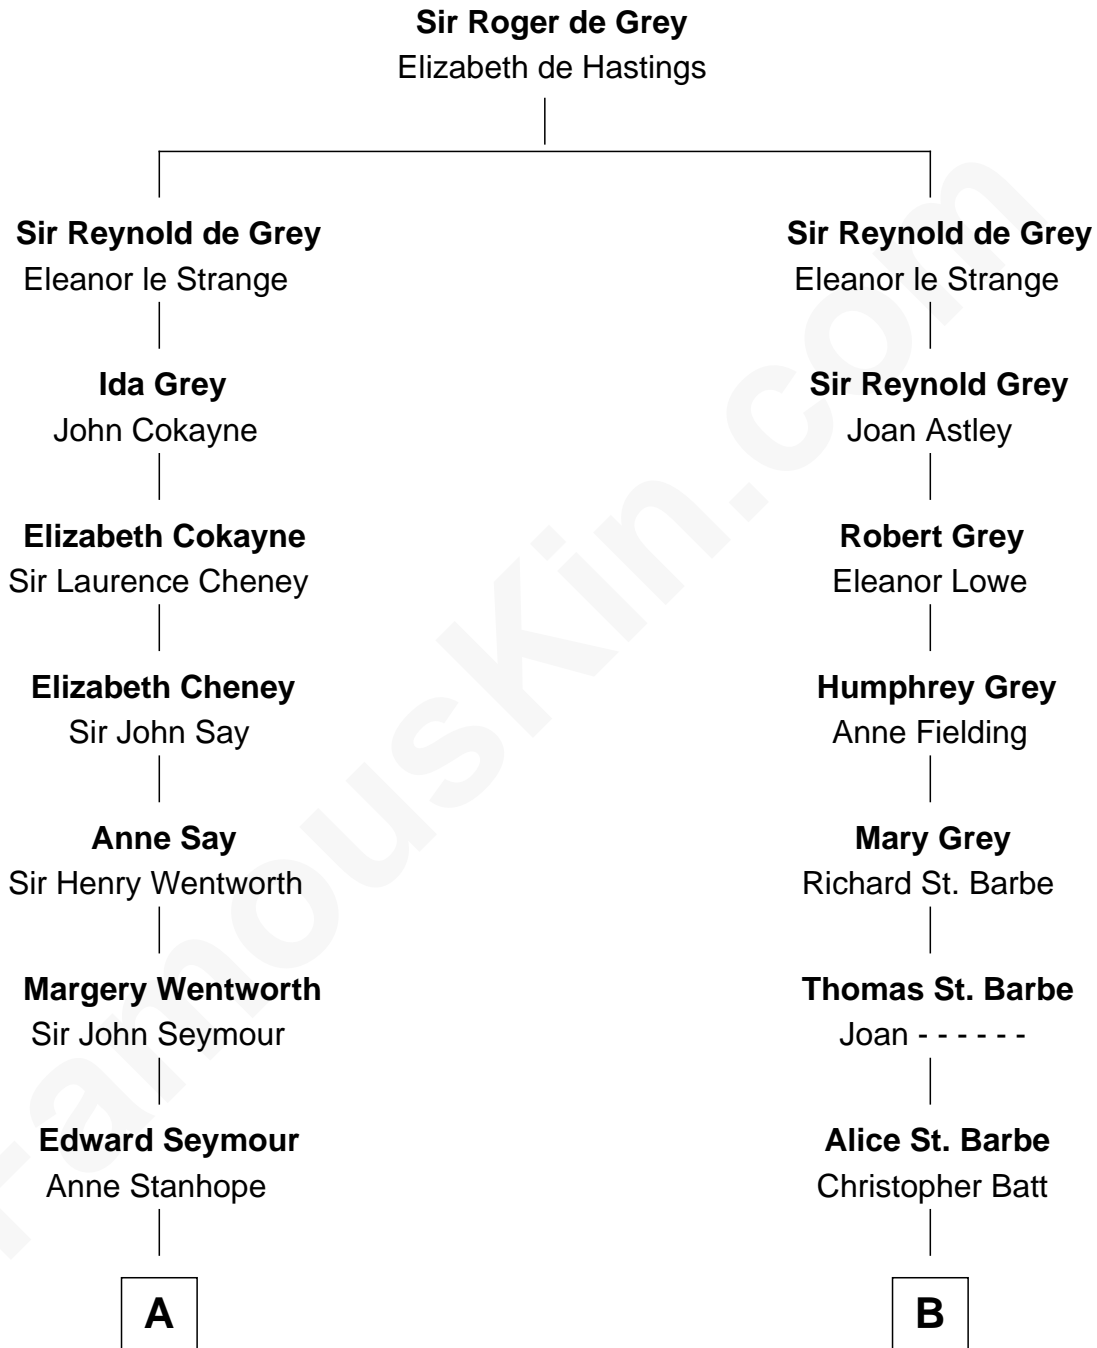 Sir Roger de Grey
Elizabeth de Hastings
Sir Reynold de Grey
Eleanor le Strange
Ida Grey
John Cokayne
Elizabeth Cokayne
Sir Laurence Cheney
Elizabeth Cheney
Sir John Say
Anne Say
Sir Henry Wentworth
Margery Wentworth
Sir John Seymour
Edward Seymour
Anne Stanhope
A
Sir Reynold de Grey
Eleanor le Strange
Sir Reynold Grey
Joan Astley
Robert Grey
Eleanor Lowe
Humphrey Grey
Anne Fielding
Mary Grey
Richard St. Barbe
Thomas St. Barbe
Joan - - - - - -
Alice St. Barbe
Christopher Batt
B
FamousKin.com